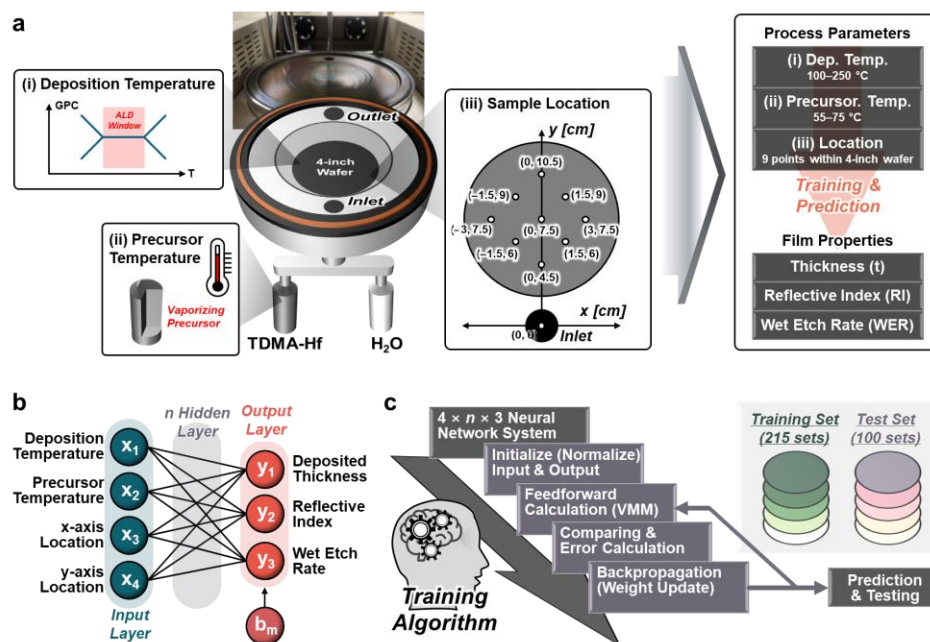 a
(i) Deposition Temperature
GPC
ALD
Window
T
Outlet
4-inch
Wafer
Inlet
(ii) Precursor
Temperature
Vaporizing
Precursor
TDMA-Hf
H₂O
(iii) Sample Location
y [cm]
(0, 10.5)
(–1.5, 9)
(1.5, 9)
(–3, 7.5)
(0, 7.5)
(3, 7.5)
(–1.5, 6)
(1.5, 6)
(0, 4.5)
x [cm]
(0, 0)
Inlet
Process Parameters
(i) Dep. Temp.
100–250 °C
(ii) Precursor. Temp.
55–75 °C
(iii) Location
9 points within 4-inch wafer
Training &
Prediction
Film Properties
Thickness (t)
Reflective Index (RI)
Wet Etch Rate (WER)
b
n Hidden
Layer
Output
Layer
Deposition
Temperature
x₁
Precursor
Temperature
x₂
x-axis
Location
x₃
y-axis
Location
x₄
y₁
Deposited
Thickness
y₂
Reflective
Index
y₃
Wet Etch
Rate
Input
Layer
bₘ
c
4 × n × 3 Neural
Network System
Initialize (Normalize)
Input & Output
Feedforward
Calculation (VMM)
Comparing &
Error Calculation
Backpropagation
(Weight Update)
Training
Algorithm
Training Set
(215 sets)
Test Set
(100 sets)
Prediction
& Testing